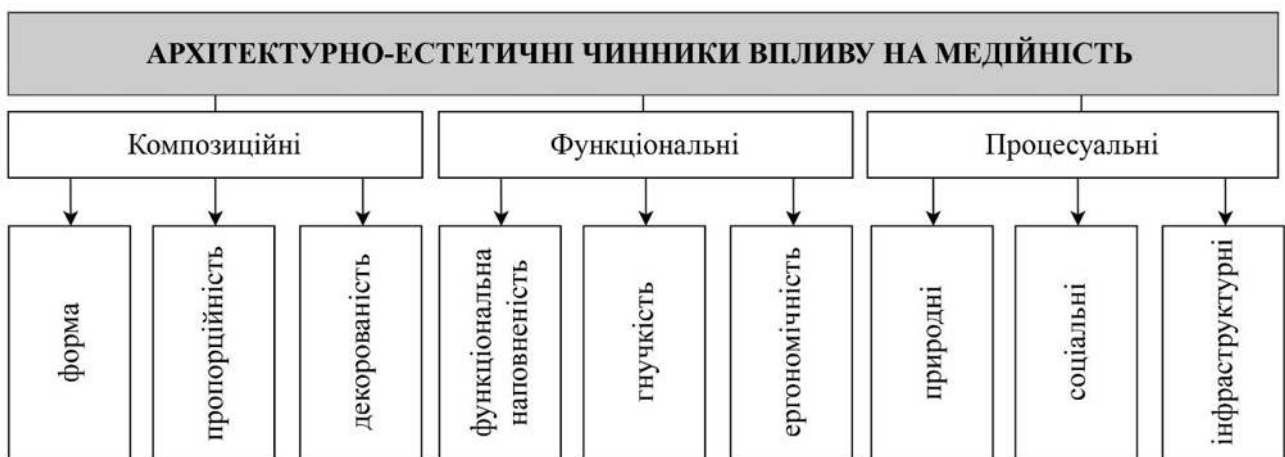 АРХІТЕКТУРНО-ЕСТЕТИЧНІ ЧИННИКИ ВПЛИВУ НА МЕДІЙНІСТЬ
Композиційні
Функціональні
Процесуальні
форма
пропорційність
декорованість
функціональна
наповненість
гнучкість
ергономічність
природні
соціальні
інфраструктурні